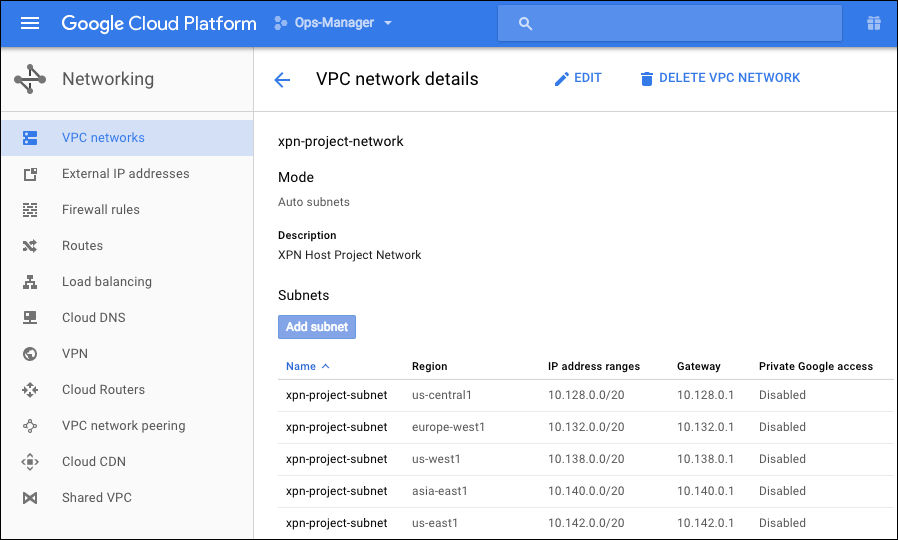 Google Cloud Platform Ops-Manager
Networking
VPC network details EDIT DELETE VPC NETWORK
VPC networks
External IP addresses
Firewall rules
Routes
Load balancing
Cloud DNS
VPN
Cloud Routers
VPC network peering
Cloud CDN
Shared VPC
xpn-project-network
Mode
Auto subnets
Description
XPN Host Project Network
Subnets
Add subnet
Name Region IP address ranges Gateway Private Google access
xpn-project-subnet us-central1 10.128.0.0/20 10.128.0.1 Disabled
xpn-project-subnet europe-west1 10.132.0.0/20 10.132.0.1 Disabled
xpn-project-subnet us-west1 10.138.0.0/20 10.138.0.1 Disabled
xpn-project-subnet asia-east1 10.140.0.0/20 10.140.0.1 Disabled
xpn-project-subnet us-east1 10.142.0.0/20 10.142.0.1 Disabled